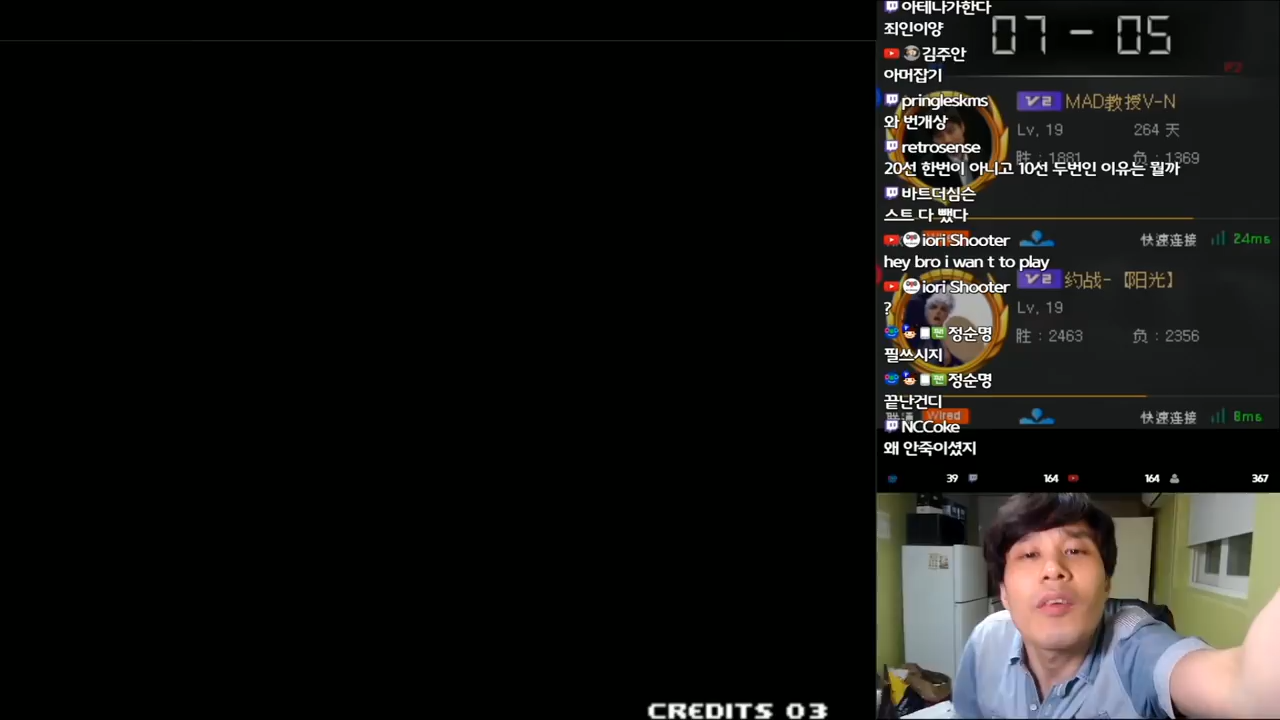 아테나가한다
죄인이양
김주안
아머잡기
pringleskms
와 번개상
retrosense
20선 한번이 아니고 10선 두번인 이유는 뭘까
바트더심슨
스트 다 뺐다
iori Shooter
hey bro i wan t to play
iori Shooter
?
정순명
필쓰시지
정순명
끝난건디
NCCoke
왜 안죽이셨지
07-05
V2 MAD教授V-N
Lv. 19 264 天
胜：1881 负：1369
快速连接 24ms
V2 约战-【阳光】
Lv. 19
胜：2463 负：2356
Wired 快速连接 8ms
39 164 164 367
CREDITS 03